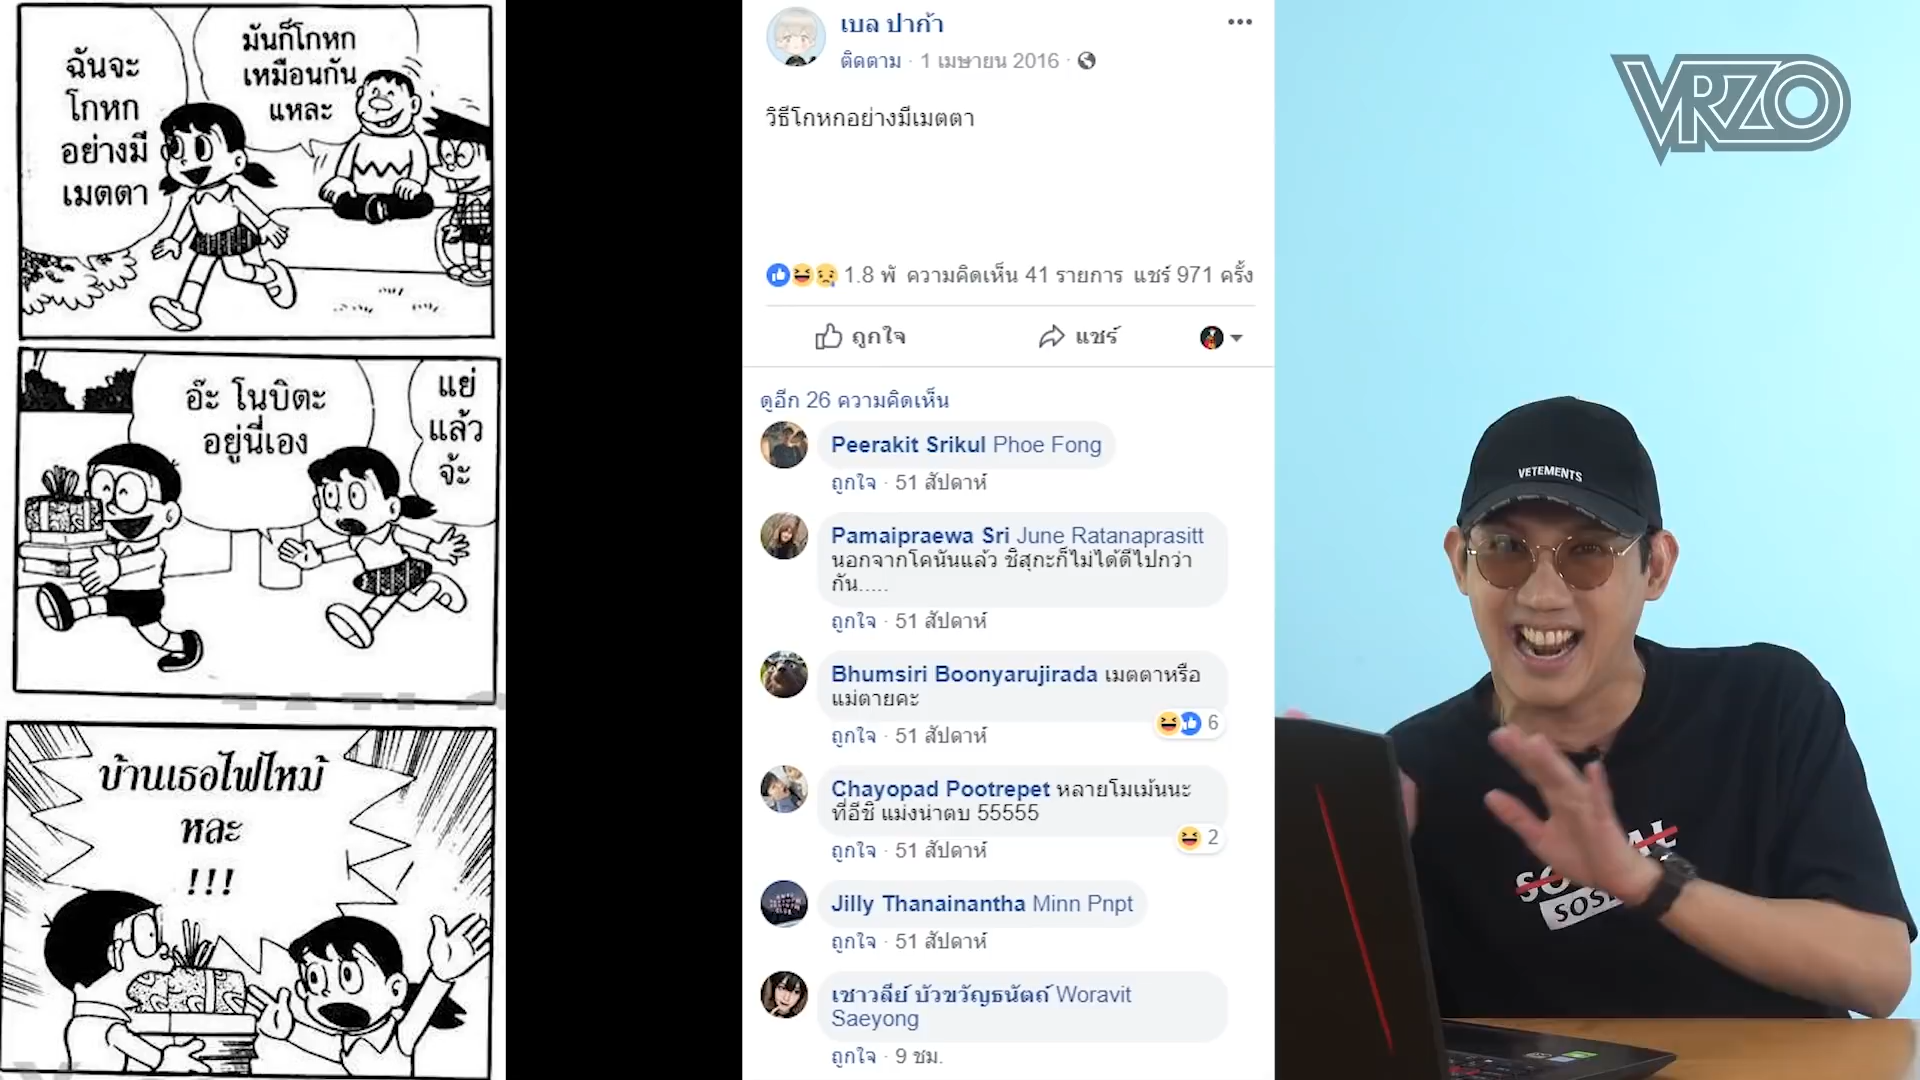 ฉันจะ
โกหก
อย่างมี
เมตตา
มันก็โกหก
เหมือนกัน
แหละ
อ๊ะ โนบิตะ
อยู่นี่เอง
แย่
แล้ว
จ้ะ
บ้านเธอไฟไหม้
หละ
!!!
เบล ปาก้า
ติดตาม · 1 เมษายน 2016 ·
วิธีโกหกอย่างมีเมตตา
1.8 พั ความคิดเห็น 41 รายการ แชร์ 971 ครั้ง
ถูกใจ แชร์
ดูอีก 26 ความคิดเห็น
Peerakit Srikul Phoe Fong
ถูกใจ · 51 สัปดาห์
Pamaipraewa Sri June Ratanaprasitt
นอกจากโคนันแล้ว ชิสุกะก็ไม่ได้ดีไปกว่า
กัน.....
ถูกใจ · 51 สัปดาห์
Bhumsiri Boonyarujirada เมตตาหรือ
แม่ตายคะ
6
ถูกใจ · 51 สัปดาห์
Chayopad Pootrepet หลายโมเม้นนะ
ที่อีชิ แม่งน่าตบ 55555
2
ถูกใจ · 51 สัปดาห์
Jilly Thanainantha Minn Pnpt
ถูกใจ · 51 สัปดาห์
เชาวลีย์ บัวขวัญธนัตถ์ Woravit
Saeyong
ถูกใจ · 9 ชม.
VRZO
VETEMENTS